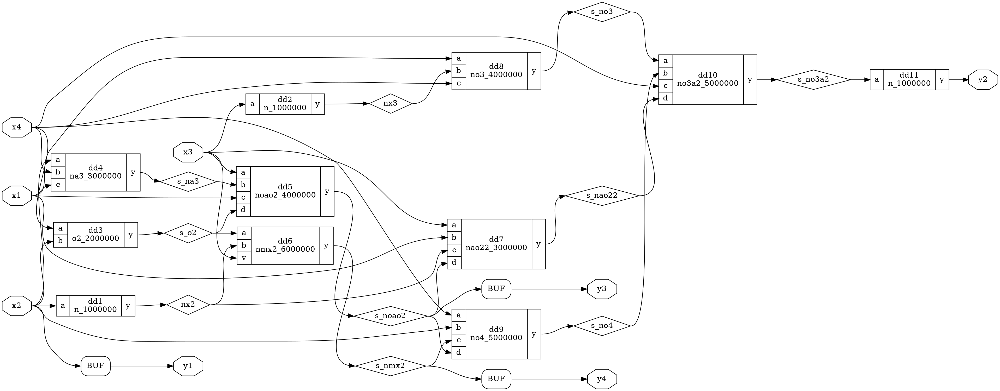 s_no3
a
b
c
dd8
no3_4000000
y
a
b
c
d
dd10
no3a2_5000000
y
s_no3a2
a
dd11
n_1000000
y
y2
a
dd2
n_1000000
y
nx3
x4
x3
a
b
c
dd4
na3_3000000
y
s_na3
a
b
c
d
dd5
noao2_4000000
y
x1
s_nao22
a
b
dd3
o2_2000000
y
s_o2
a
b
v
dd6
nmx2_6000000
y
a
b
c
d
dd7
nao22_3000000
y
BUF
y3
x2
a
dd1
n_1000000
y
nx2
s_noao2
a
b
c
d
dd9
no4_5000000
y
s_no4
BUF
y1
s_nmx2
BUF
y4